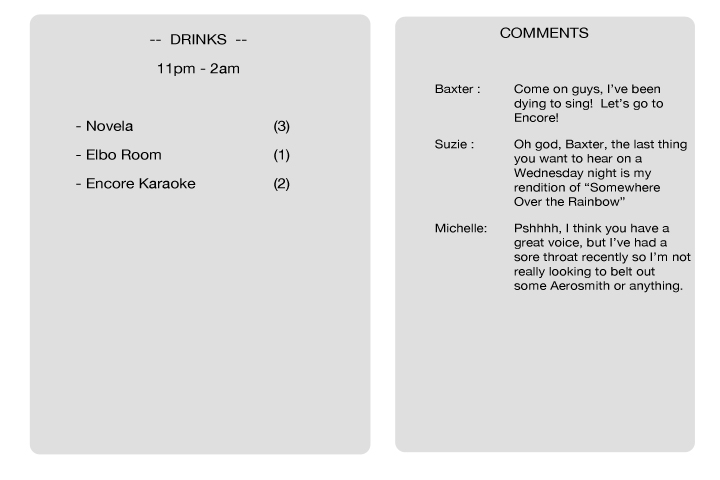 -- DRINKS --
11pm - 2am
- Novela (3)
- Elbo Room (1)
- Encore Karaoke (2)
COMMENTS
Baxter : Come on guys, I've been
dying to sing! Let's go to
Encore!
Suzie : Oh god, Baxter, the last thing
you want to hear on a
Wednesday night is my
rendition of “Somewhere
Over the Rainbow”
Michelle: Pshhhh, I think you have a
great voice, but I've had a
sore throat recently so I'm not
really looking to belt out
some Aerosmith or anything.